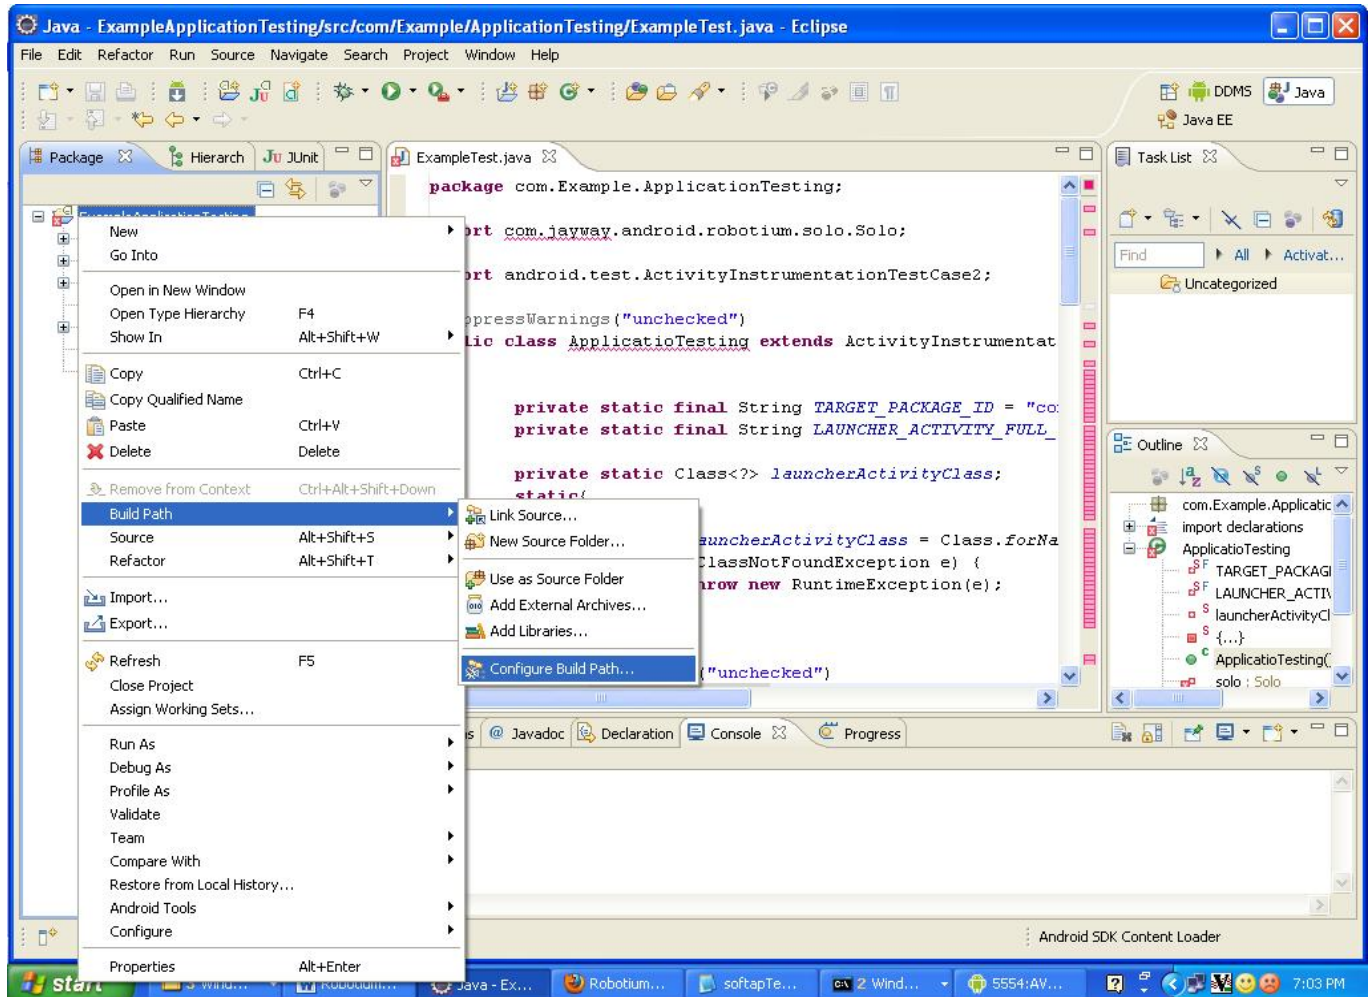 Java - ExampleApplicationTesting/src/com/Example/ApplicationTesting/ExampleTest.java - Eclipse
File Edit Refactor Run Source Navigate Search Project Window Help
DDMS Java
Java EE
Package Hierarch JUnit
ExampleTest.java
Task List
package com.Example.ApplicationTesting;
ort com.jayway.android.robotium.solo.Solo;
ort android.test.ActivityInstrumentationTestCase2;
ppressWarnings("unchecked")
lic class ApplicatioTesting extends ActivityInstrumentat
private static final String TARGET_PACKAGE_ID = "co
private static final String LAUNCHER_ACTIVITY_FULL_
private static Class<?> launcherActivityClass;
static{
auncherActivityClass = Class.forNa
ClassNotFoundException e) {
hrow new RuntimeException(e);
("unchecked")
New
Go Into
Open in New Window
Open Type Hierarchy F4
Show In Alt+Shift+W
Copy Ctrl+C
Copy Qualified Name
Paste Ctrl+V
Delete Delete
Remove from Context Ctrl+Alt+Shift+Down
Build Path
Source Alt+Shift+S
Refactor Alt+Shift+T
Import...
Export...
Refresh F5
Close Project
Assign Working Sets...
Run As
Debug As
Profile As
Validate
Team
Compare With
Restore from Local History...
Android Tools
Configure
Properties Alt+Enter
Link Source...
New Source Folder...
Use as Source Folder
Add External Archives...
Add Libraries...
Configure Build Path...
Find All Activat...
Uncategorized
Outline
com.Example.Applicatic
import declarations
ApplicatioTesting
TARGET_PACKAGI
LAUNCHER_ACTIV
launcherActivityCl
{...}
ApplicatioTesting()
solo : Solo
ns @ Javadoc Declaration Console Progress
Android SDK Content Loader
start 3 Wind... Robotium... Java - Ex... Robotium... softapTe... 2 Wind... 5554:AV... 7:03 PM